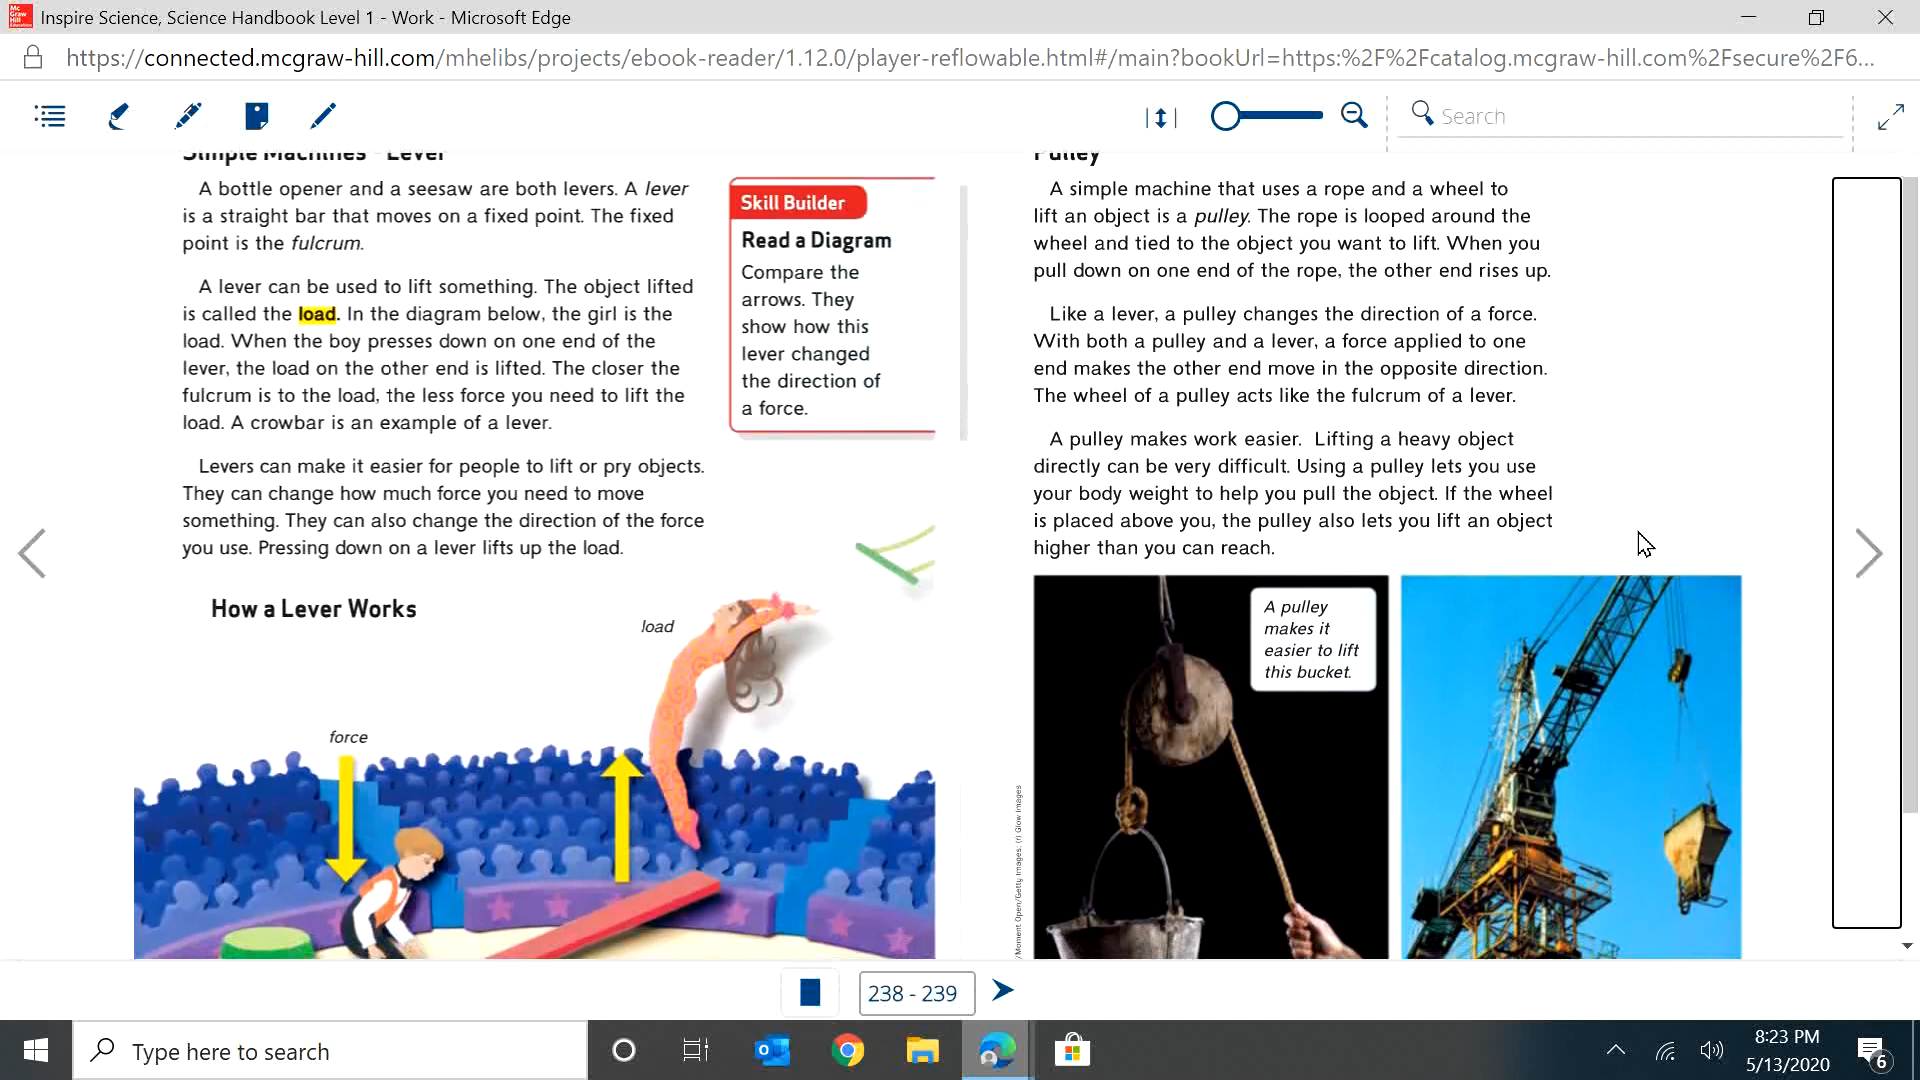 Inspire Science, Science Handbook Level 1 - Work - Microsoft Edge
https://connected.mcgraw-hill.com/mhelibs/projects/ebook-reader/1.12.0/player-reflowable.html#/main?bookUrl=https:%2F%2Fcatalog.mcgraw-hill.com%2Fsecure%2F6...
Search
Simple Machines - Lever
A bottle opener and a seesaw are both levers. A lever
is a straight bar that moves on a fixed point. The fixed
point is the fulcrum.
A lever can be used to lift something. The object lifted
is called the load. In the diagram below, the girl is the
load. When the boy presses down on one end of the
lever, the load on the other end is lifted. The closer the
fulcrum is to the load, the less force you need to lift the
load. A crowbar is an example of a lever.
Levers can make it easier for people to lift or pry objects.
They can change how much force you need to move
something. They can also change the direction of the force
you use. Pressing down on a lever lifts up the load.
Skill Builder
Read a Diagram
Compare the
arrows. They
show how this
lever changed
the direction of
a force.
How a Lever Works
load
force
Pulley
A simple machine that uses a rope and a wheel to
lift an object is a pulley. The rope is looped around the
wheel and tied to the object you want to lift. When you
pull down on one end of the rope, the other end rises up.
Like a lever, a pulley changes the direction of a force.
With both a pulley and a lever, a force applied to one
end makes the other end move in the opposite direction.
The wheel of a pulley acts like the fulcrum of a lever.
A pulley makes work easier. Lifting a heavy object
directly can be very difficult. Using a pulley lets you use
your body weight to help you pull the object. If the wheel
is placed above you, the pulley also lets you lift an object
higher than you can reach.
A pulley
makes it
easier to lift
this bucket.
/Moment Open/Getty Images; (r) Glow Images
238 - 239
Type here to search
8:23 PM
5/13/2020
6